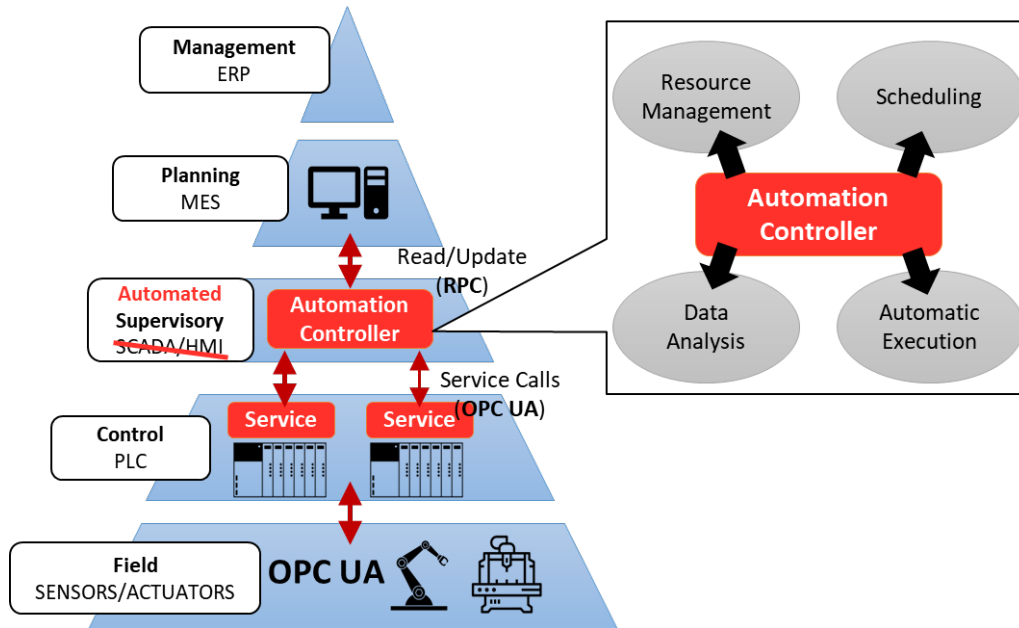 Management
ERP
Planning
MES
Read/Update
(RPC)
Automated
Supervisory
SCADA/HMI
Automation
Controller
Service Calls
(OPC UA)
Service
Service
Control
PLC
Field
SENSORS/ACTUATORS
OPC UA
Resource
Management
Scheduling
Automation
Controller
Data
Analysis
Automatic
Execution